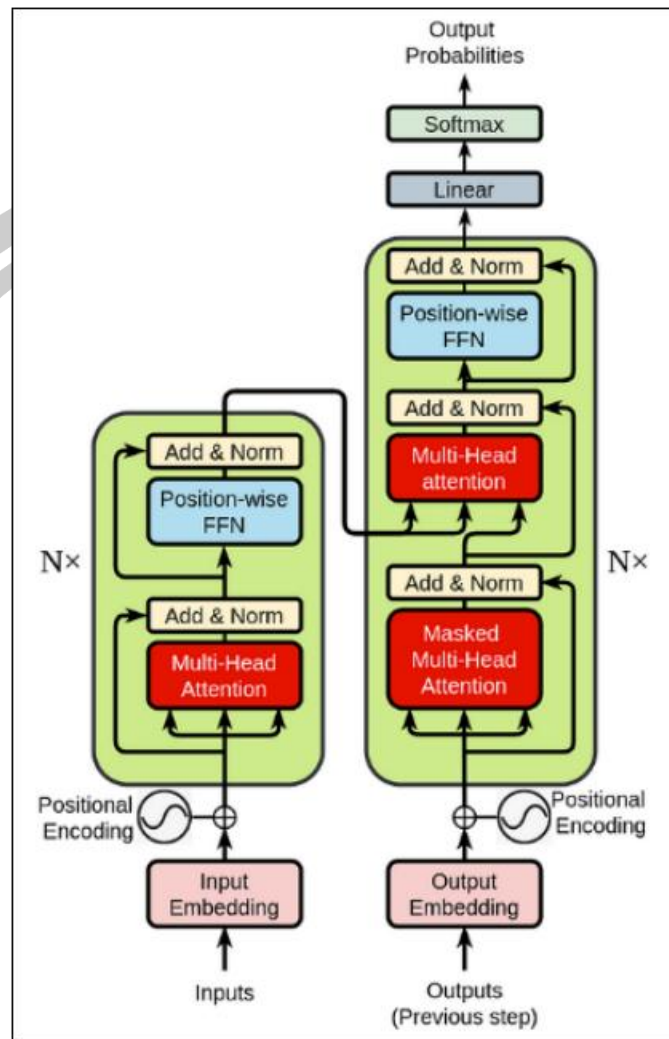 Output
Probabilities
Softmax
Linear
Add & Norm
Position-wise
FFN
Add & Norm
Multi-Head
attention
Add & Norm
Masked
Multi-Head
Attention
N×
Positional
Encoding
Output
Embedding
Outputs
(Previous step)
Add & Norm
Position-wise
FFN
N×
Add & Norm
Multi-Head
Attention
Positional
Encoding
Input
Embedding
Inputs